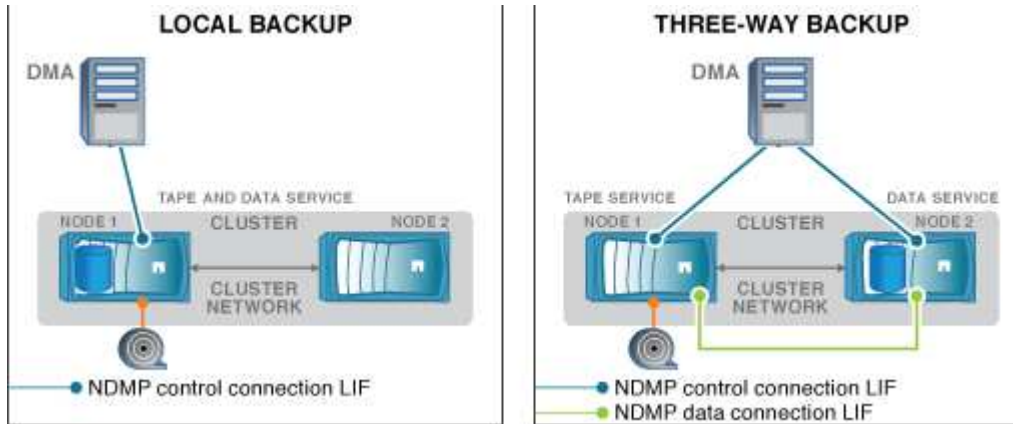 LOCAL BACKUP
DMA
TAPE AND DATA SERVICE
NODE 1
CLUSTER
NODE 2
CLUSTER
NETWORK
NDMP control connection LIF
THREE-WAY BACKUP
DMA
TAPE SERVICE
DATA SERVICE
NODE 1
CLUSTER
NODE 2
CLUSTER
NETWORK
NDMP control connection LIF
NDMP data connection LIF